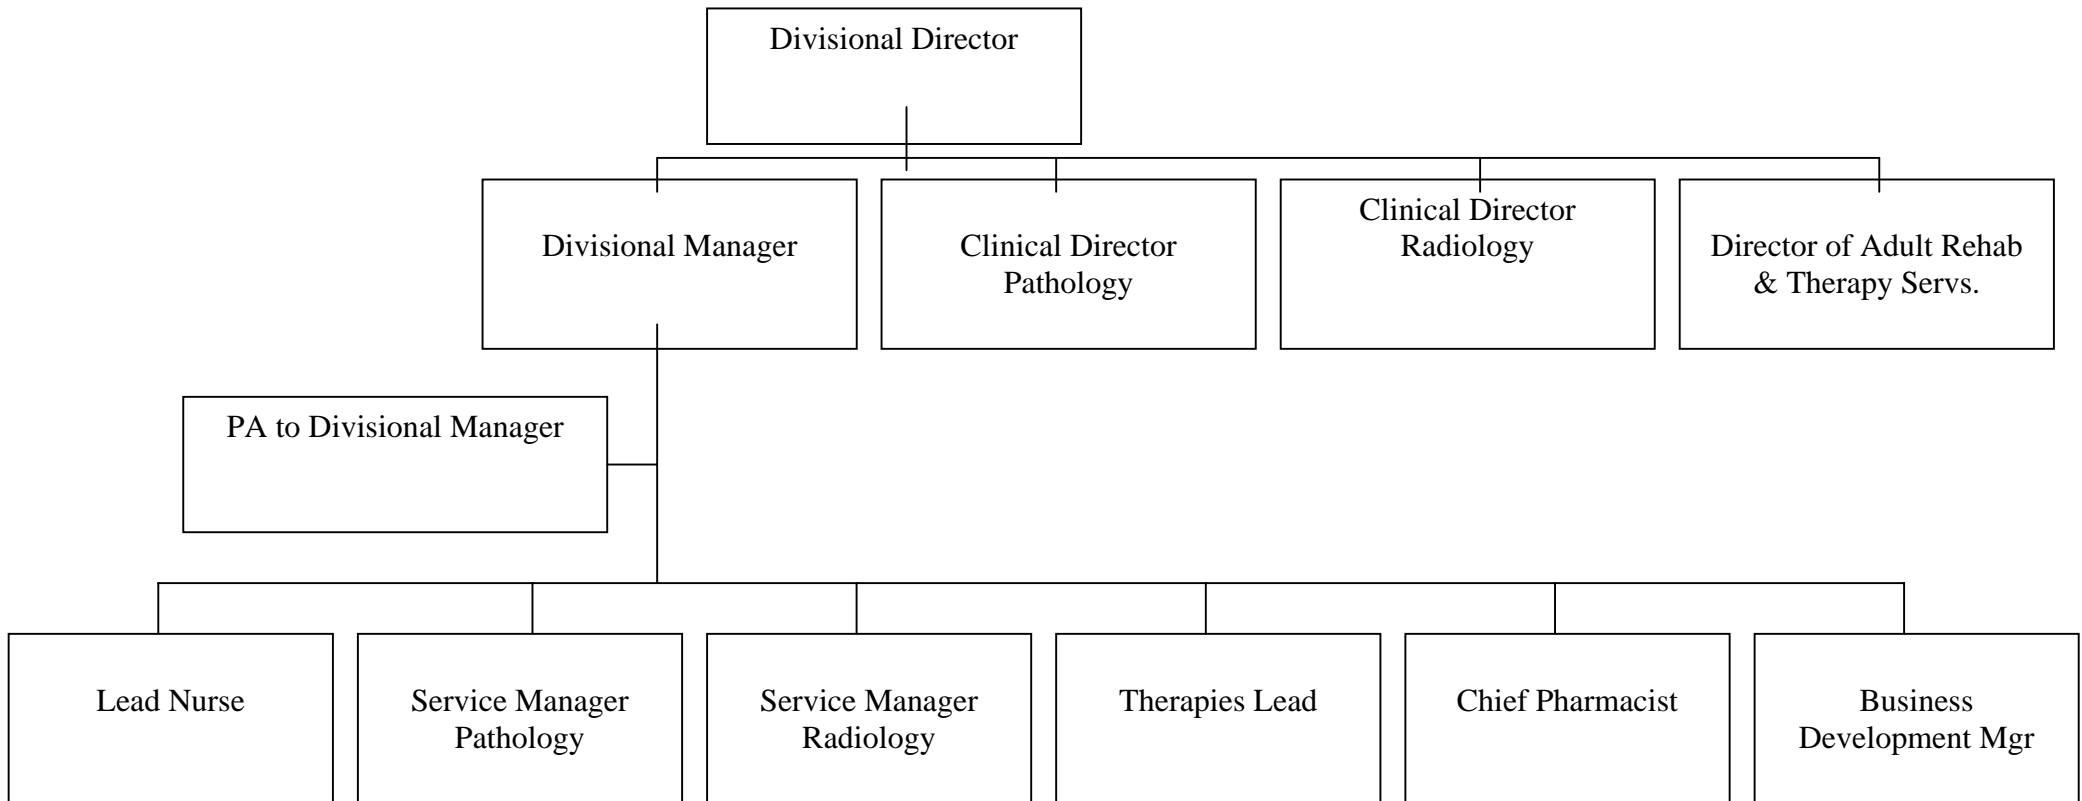 Divisional Director
Divisional Manager
Clinical Director
Pathology
Clinical Director
Radiology
Director of Adult Rehab
& Therapy Servs.
PA to Divisional Manager
Lead Nurse
Service Manager
Pathology
Service Manager
Radiology
Therapies Lead
Chief Pharmacist
Business
Development Mgr